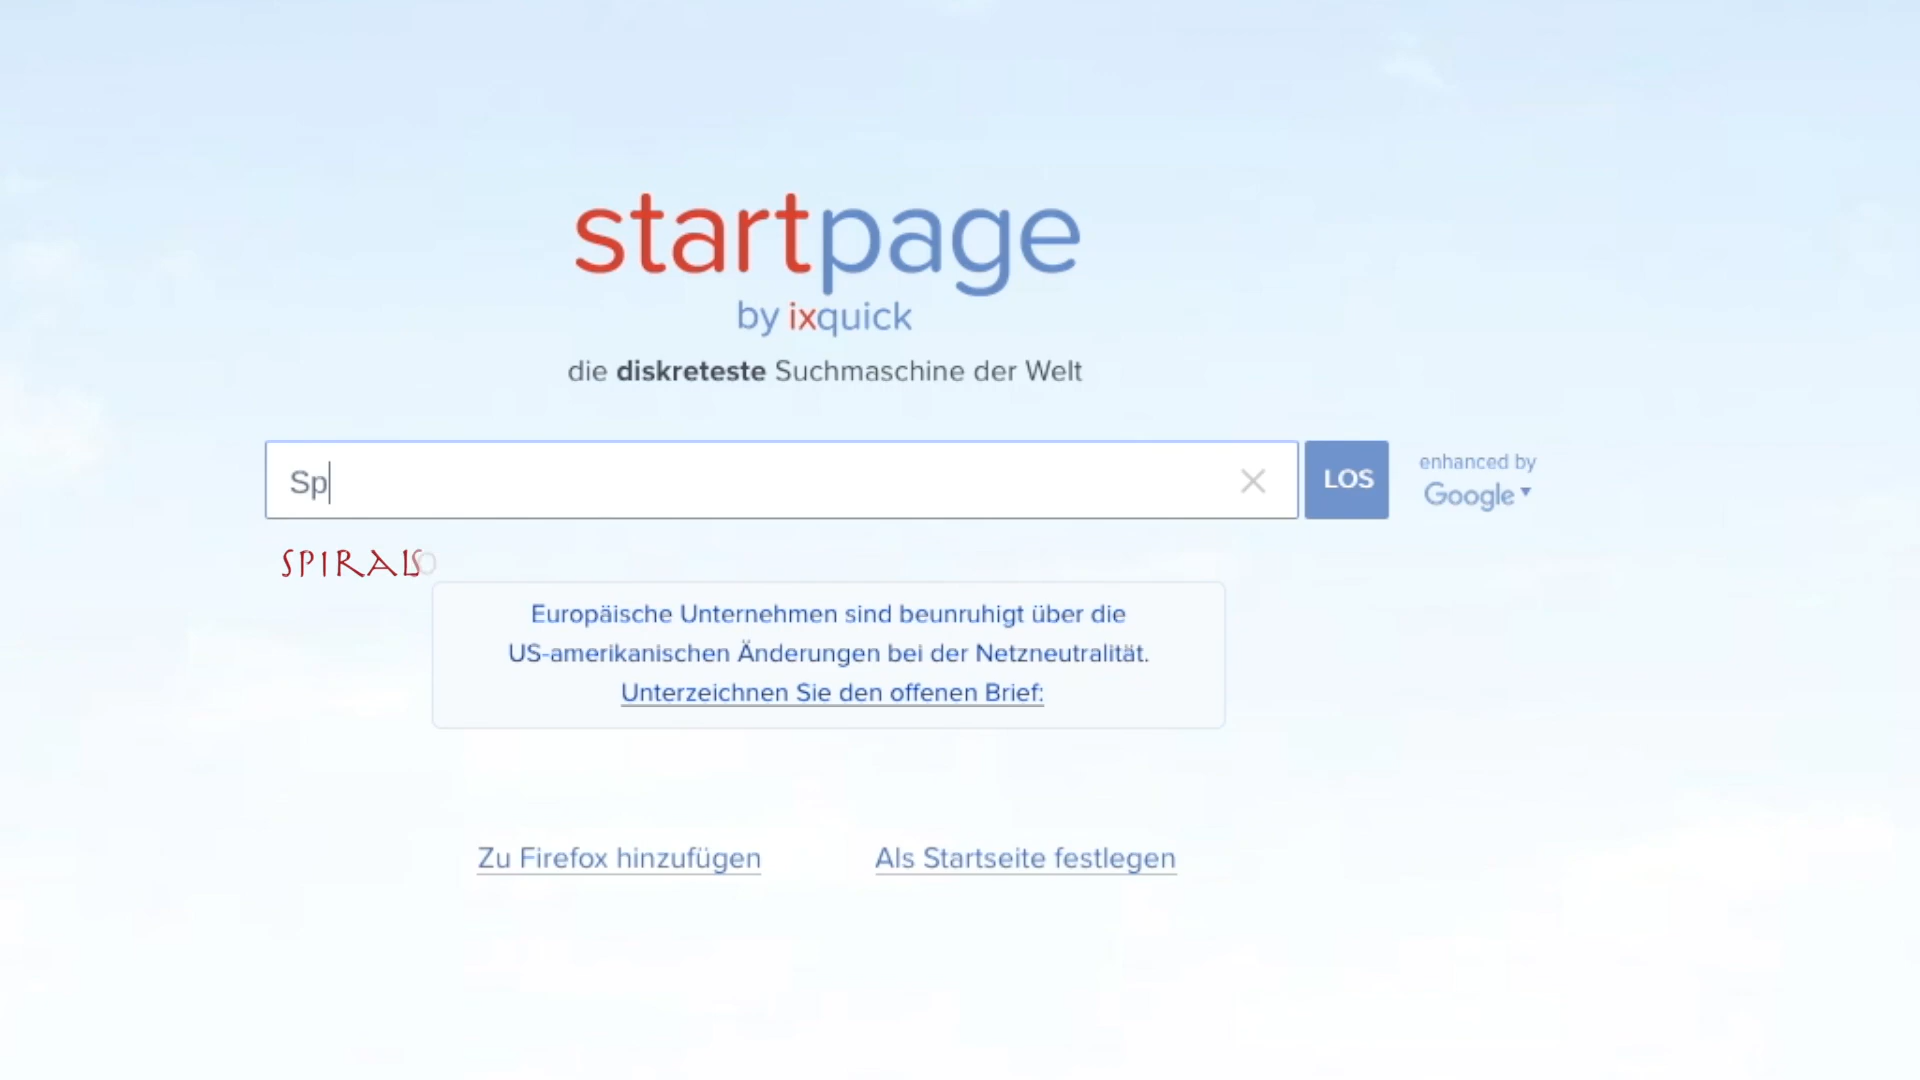 startpage
by ixquick
die diskreteste Suchmaschine der Welt
Sp
LOS
enhanced by
Google
SPIRALS
Europäische Unternehmen sind beunruhigt über die
US-amerikanischen Änderungen bei der Netzneutralität.
Unterzeichnen Sie den offenen Brief:
Zu Firefox hinzufügen
Als Startseite festlegen